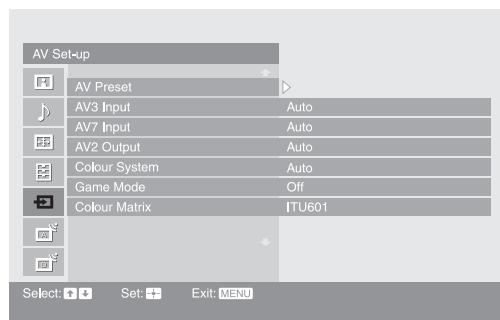 AV Set-up
AV Preset
AV3 Input Auto
AV7 Input Auto
AV2 Output Auto
Colour System Auto
Game Mode Off
Colour Matrix ITU601
Select: Set: Exit: MENU